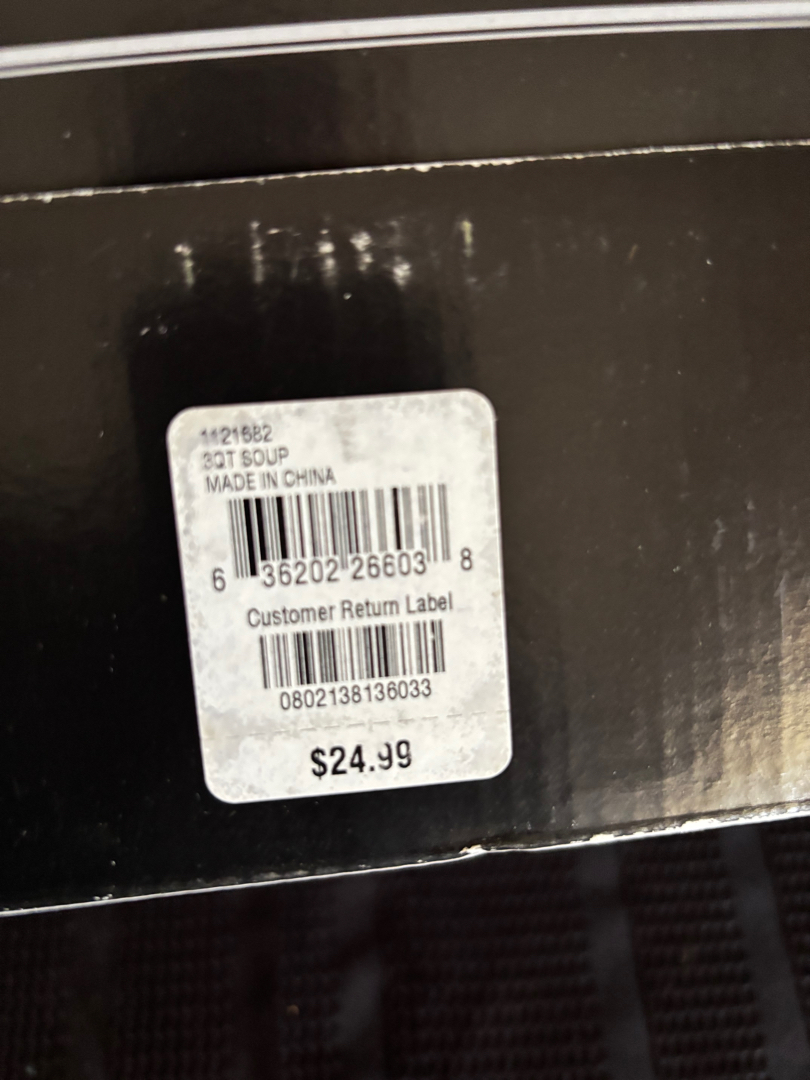 1121682
3QT SOUP
MADE IN CHINA
6 36202 26603 8
Customer Return Label
0802138136033
$24.99